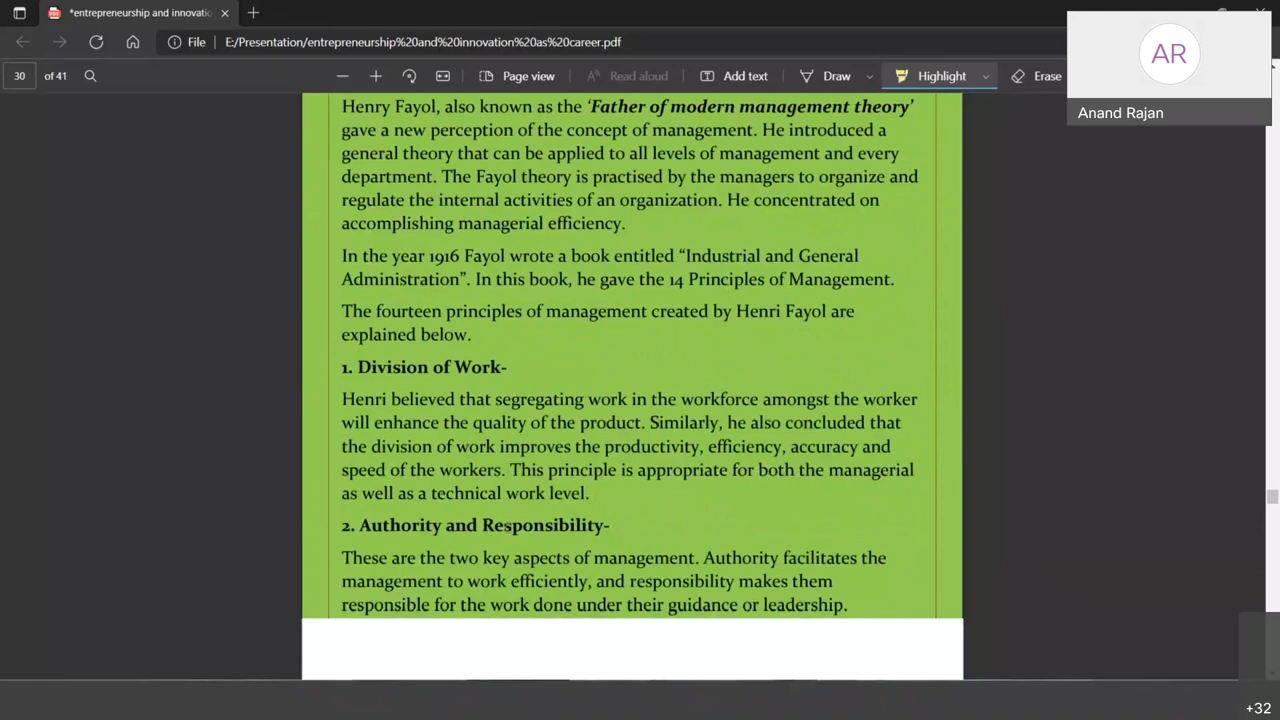 *entrepreneurship and innovatio
File E:/Presentation/entrepreneurship%20and%20innovation%20as%20career.pdf
30 of 41 Page view Read aloud Add text Draw Highlight Erase
AR
Anand Rajan
Henry Fayol, also known as the ‘Father of modern management theory’
gave a new perception of the concept of management. He introduced a
general theory that can be applied to all levels of management and every
department. The Fayol theory is practised by the managers to organize and
regulate the internal activities of an organization. He concentrated on
accomplishing managerial efficiency.
In the year 1916 Fayol wrote a book entitled “Industrial and General
Administration”. In this book, he gave the 14 Principles of Management.
The fourteen principles of management created by Henri Fayol are
explained below.
1. Division of Work-
Henri believed that segregating work in the workforce amongst the worker
will enhance the quality of the product. Similarly, he also concluded that
the division of work improves the productivity, efficiency, accuracy and
speed of the workers. This principle is appropriate for both the managerial
as well as a technical work level.
2. Authority and Responsibility-
These are the two key aspects of management. Authority facilitates the
management to work efficiently, and responsibility makes them
responsible for the work done under their guidance or leadership.
+32